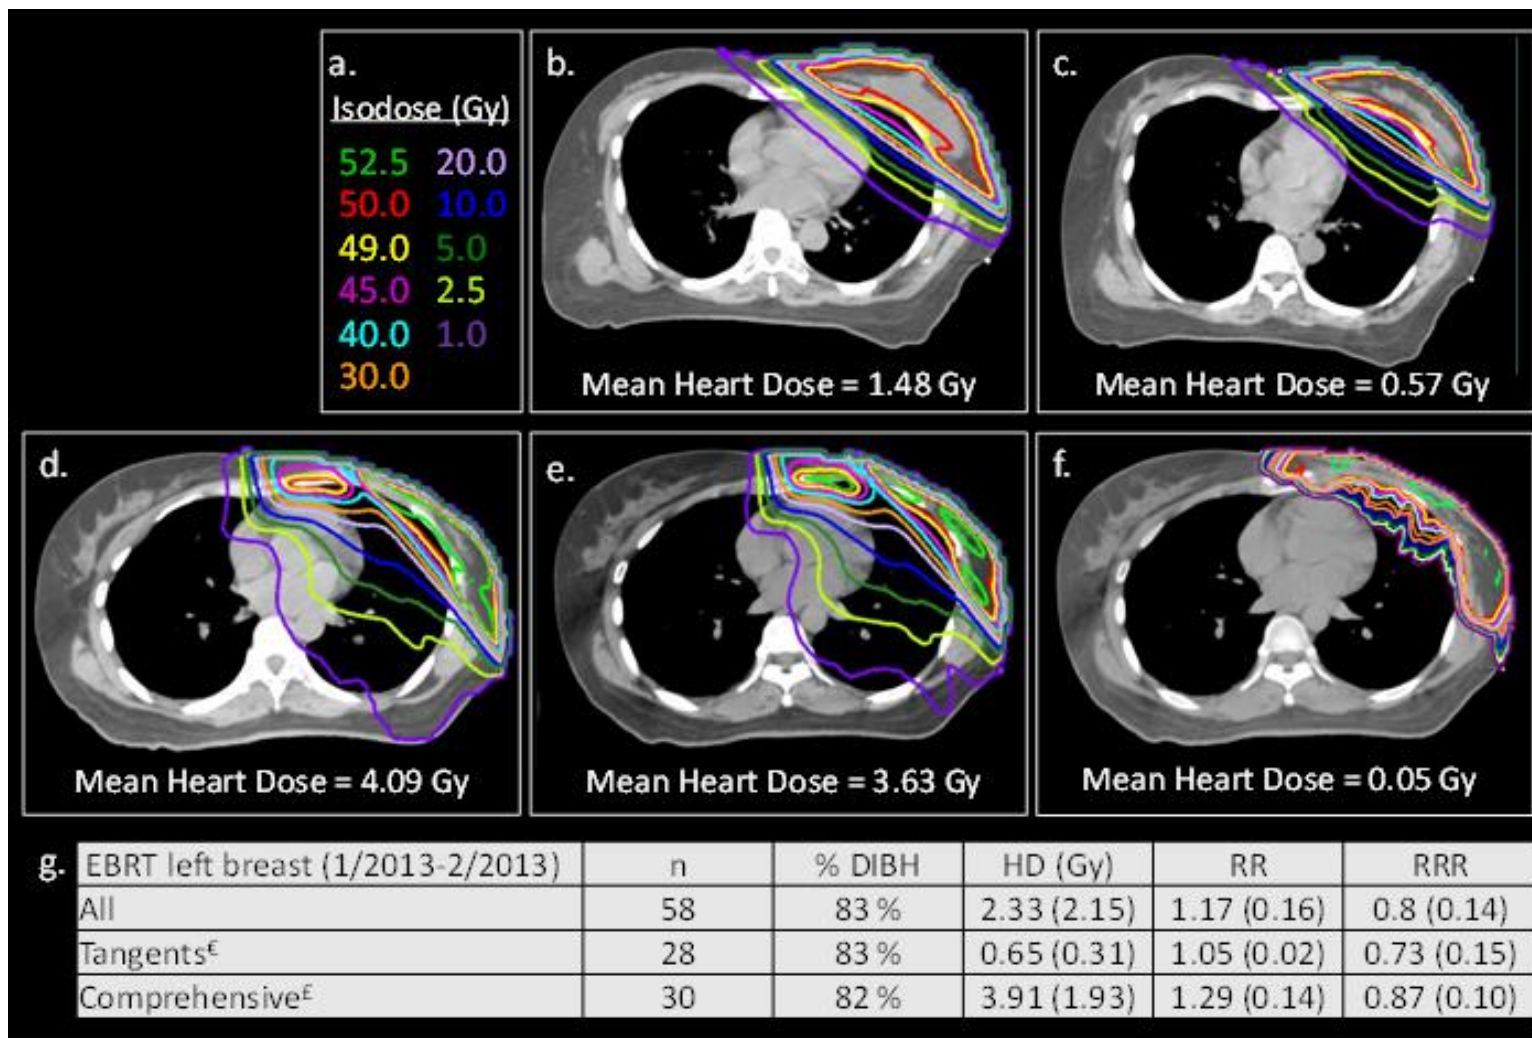 a.
Isodose (Gy)
52.5 20.0
50.0 10.0
49.0 5.0
45.0 2.5
40.0 1.0
30.0
b.
Mean Heart Dose = 1.48 Gy
c.
Mean Heart Dose = 0.57 Gy
d.
Mean Heart Dose = 4.09 Gy
e.
Mean Heart Dose = 3.63 Gy
f.
Mean Heart Dose = 0.05 Gy
g. EBRT left breast (1/2013-2/2013) n % DIBH HD (Gy) RR RRR
All 58 83 % 2.33 (2.15) 1.17 (0.16) 0.8 (0.14)
Tangents€ 28 83 % 0.65 (0.31) 1.05 (0.02) 0.73 (0.15)
Comprehensive£ 30 82 % 3.91 (1.93) 1.29 (0.14) 0.87 (0.10)